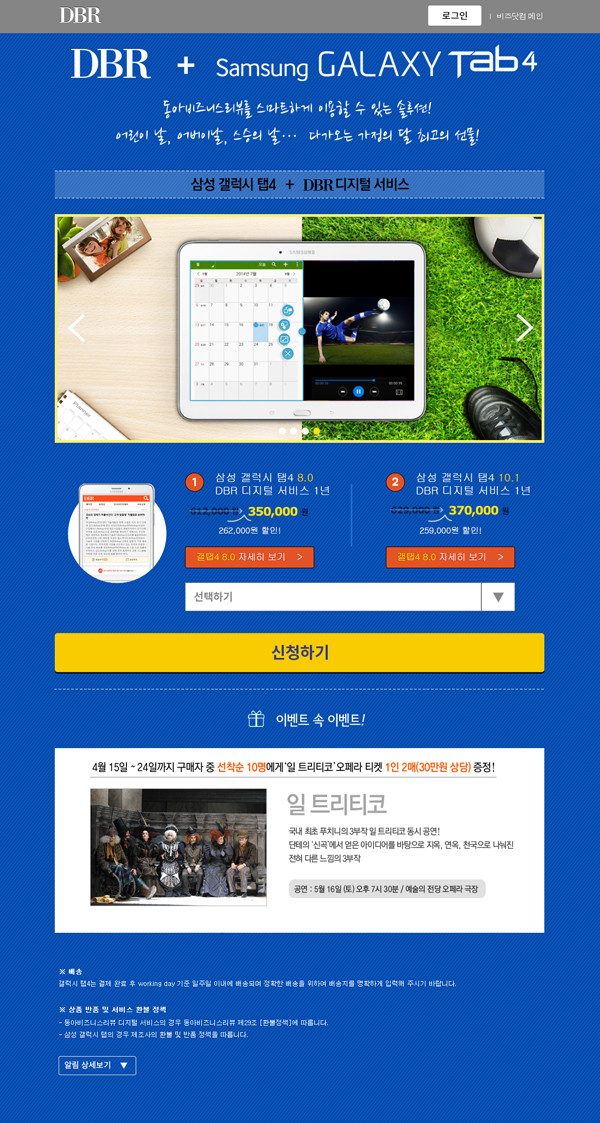 DBR
로그인 | 비즈닷컴 메인
DBR + Samsung GALAXY Tab4
동아비즈니스리뷰를 스마트하게 이용할 수 있는 솔루션!
어린이 날, 어버이날, 스승의 날··· 다가오는 가정의 달 최고의 선물!
삼성 갤럭시 탭4 + DBR 디지털 서비스
SAMSUNG
2014년 7월
Planner
DBR
1 삼성 갤럭시 탭4 8.0
DBR 디지털 서비스 1년
612,000 원 350,000 원
262,000원 할인!
갤탭4 8.0 자세히 보기 >
2 삼성 갤럭시 탭4 10.1
DBR 디지털 서비스 1년
629,000 원 370,000 원
259,000원 할인!
갤탭4 8.0 자세히 보기 >
선택하기 ▼
신청하기
이벤트 속 이벤트!
4월 15일 ~ 24일까지 구매자 중 선착순 10명에게 '일 트리티코' 오페라 티켓 1인 2매(30만원 상당) 증정!
일 트리티코
국내 최초 푸치니의 3부작 일 트리티코 동시 공연!
단테의 '신곡'에서 얻은 아이디어를 바탕으로 지옥, 연옥, 천국으로 나눠진
전혀 다른 느낌의 3부작
공연 : 5월 16일 (토) 오후 7시 30분 / 예술의 전당 오페라 극장
※ 배송
갤럭시 탭4는 결제 완료 후 working day 기준 일주일 이내에 배송되며 정확한 배송을 위하여 배송지를 명확하게 입력해 주시기 바랍니다.
※ 상품 반품 및 서비스 환불 정책
- 동아비즈니스리뷰 디지털 서비스의 경우 동아비즈니스리뷰 제29조 [환불정책]에 따릅니다.
- 삼성 갤럭시 탭의 경우 제조사의 환불 및 반품 정책을 따릅니다.
알림 상세보기 ▼